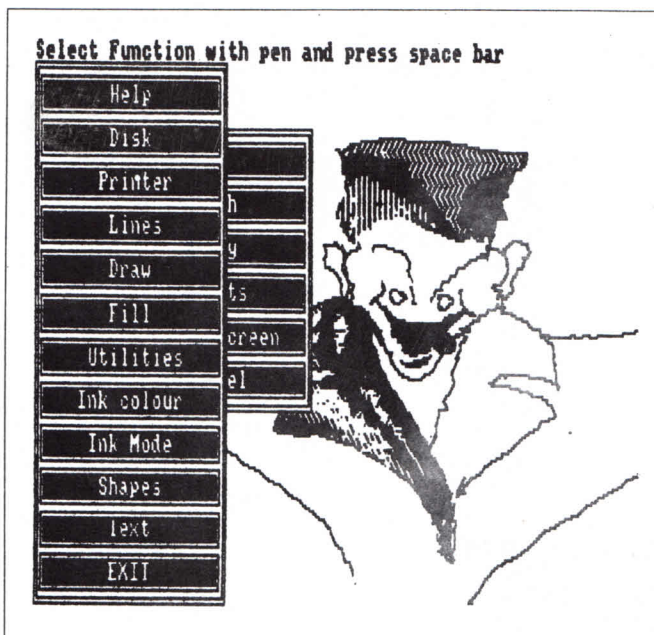 Select Function with pen and press space bar
Help
Disk
Printer
Lines
Draw
Fill
Utilities
Ink colour
Ink Mode
Shapes
Text
EXIT
h
y
ts
creen
el